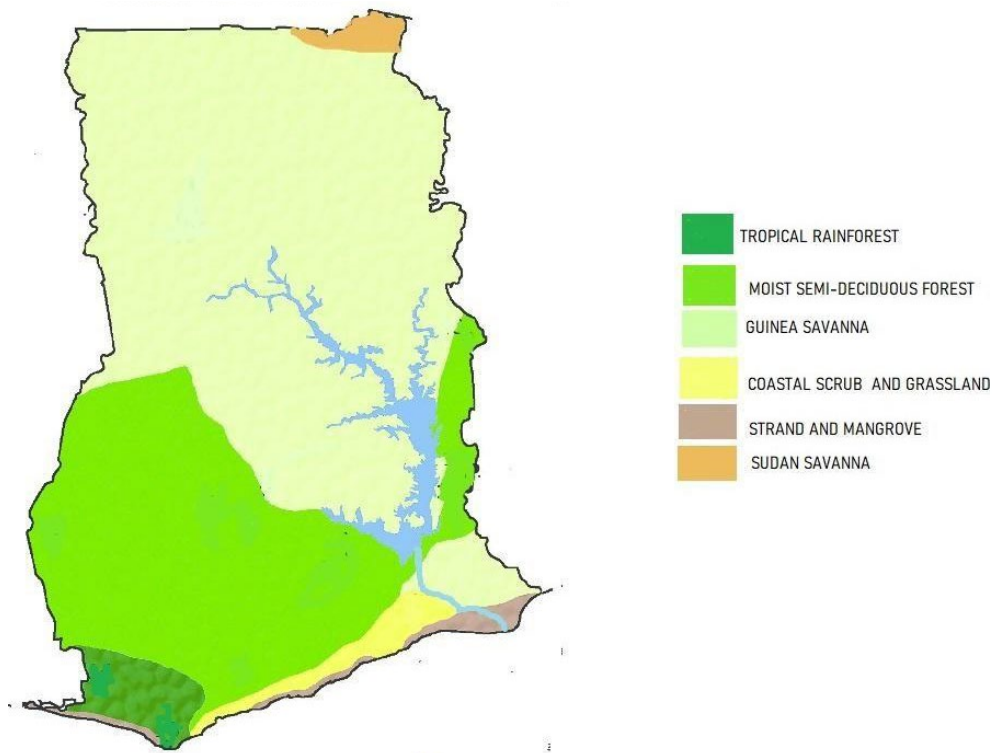 TROPICAL RAINFOREST
MOIST SEMI-DECIDUOUS FOREST
GUINEA SAVANNA
COASTAL SCRUB AND GRASSLAND
STRAND AND MANGROVE
SUDAN SAVANNA